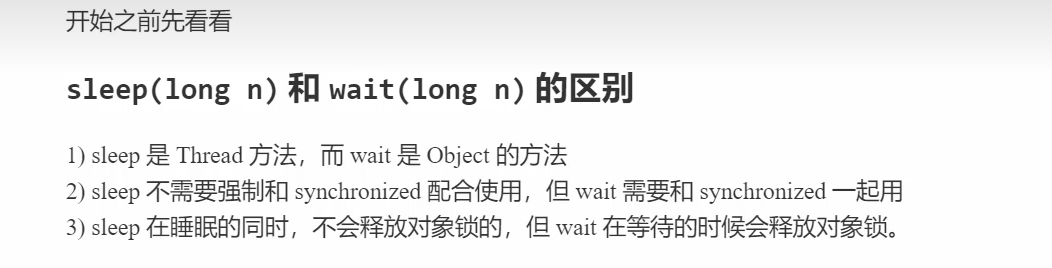 开始之前先看看
sleep(long n) 和 wait(long n) 的区别
1) sleep 是 Thread 方法，而 wait 是 Object 的方法
2) sleep 不需要强制和 synchronized 配合使用，但 wait 需要和 synchronized 一起用
3) sleep 在睡眠的同时，不会释放对象锁的，但 wait 在等待的时候会释放对象锁。